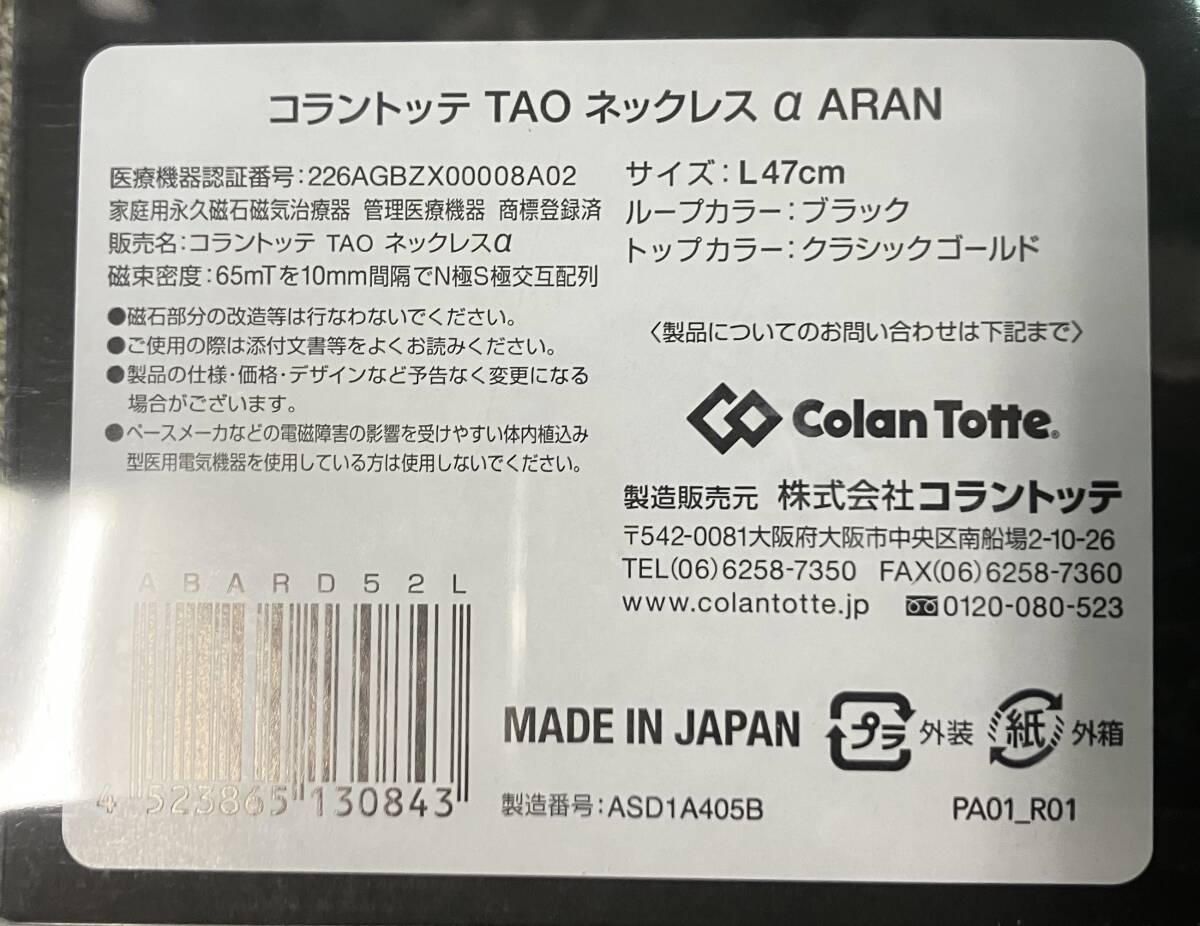 コラントッテ TAO ネックレス α ARAN
医療機器認証番号:226AGBZX00008A02
家庭用永久磁石磁気治療器 管理医療機器 商標登録済
販売名:コラントッテ TAO ネックレスα
磁束密度:65mTを10mm間隔でN極S極交互配列
●磁石部分の改造等は行なわないでください。
●ご使用の際は添付文書等をよくお読みください。
●製品の仕様・価格・デザインなど予告なく変更になる
場合がございます。
●ペースメーカなどの電磁障害の影響を受けやすい体内植込み
型医用電気機器を使用している方は使用しないでください。
サイズ:L47cm
ループカラー:ブラック
トップカラー:クラシックゴールド
〈製品についてのお問い合わせは下記まで〉
Colan Totte®
製造販売元 株式会社コラントッテ
〒542-0081大阪府大阪市中央区南船場2-10-26
TEL(06)6258-7350 FAX(06)6258-7360
www.colantotte.jp 0120-080-523
ABARD52L
4 523865 130843
MADE IN JAPAN
プラ 外装 紙 外箱
製造番号:ASD1A405B
PA01_R01